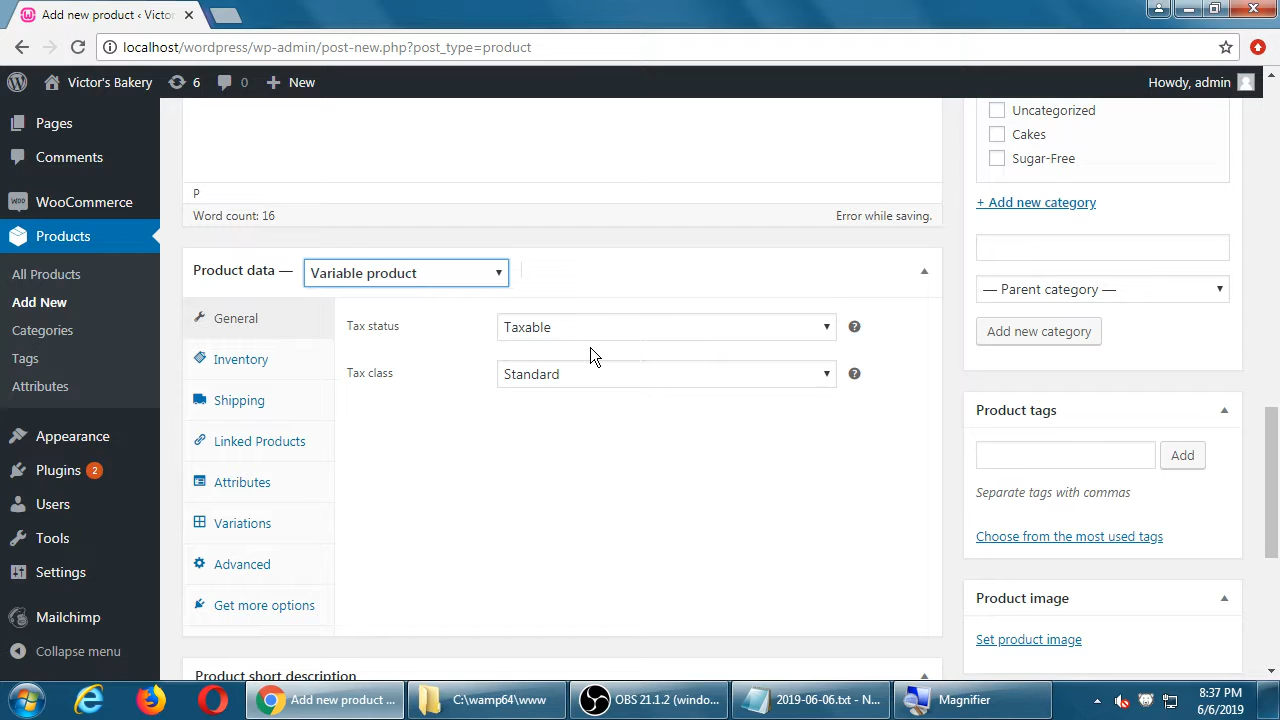 Add new product ‹ Victor
localhost/wordpress/wp-admin/post-new.php?post_type=product
Victor's Bakery
6
0
New
Howdy, admin
Pages
Comments
WooCommerce
Products
All Products
Add New
Categories
Tags
Attributes
Appearance
Plugins 2
Users
Tools
Settings
Mailchimp
Collapse menu
P
Word count: 16
Error while saving.
Product data —
Variable product
General
Inventory
Shipping
Linked Products
Attributes
Variations
Advanced
Get more options
Tax status
Taxable
Tax class
Standard
Product short description
Uncategorized
Cakes
Sugar-Free
+ Add new category
— Parent category —
Add new category
Product tags
Add
Separate tags with commas
Choose from the most used tags
Product image
Set product image
Add new product ...
C:\wamp64\www
OBS 21.1.2 (windo...
2019-06-06.txt - N...
Magnifier
8:37 PM
6/6/2019